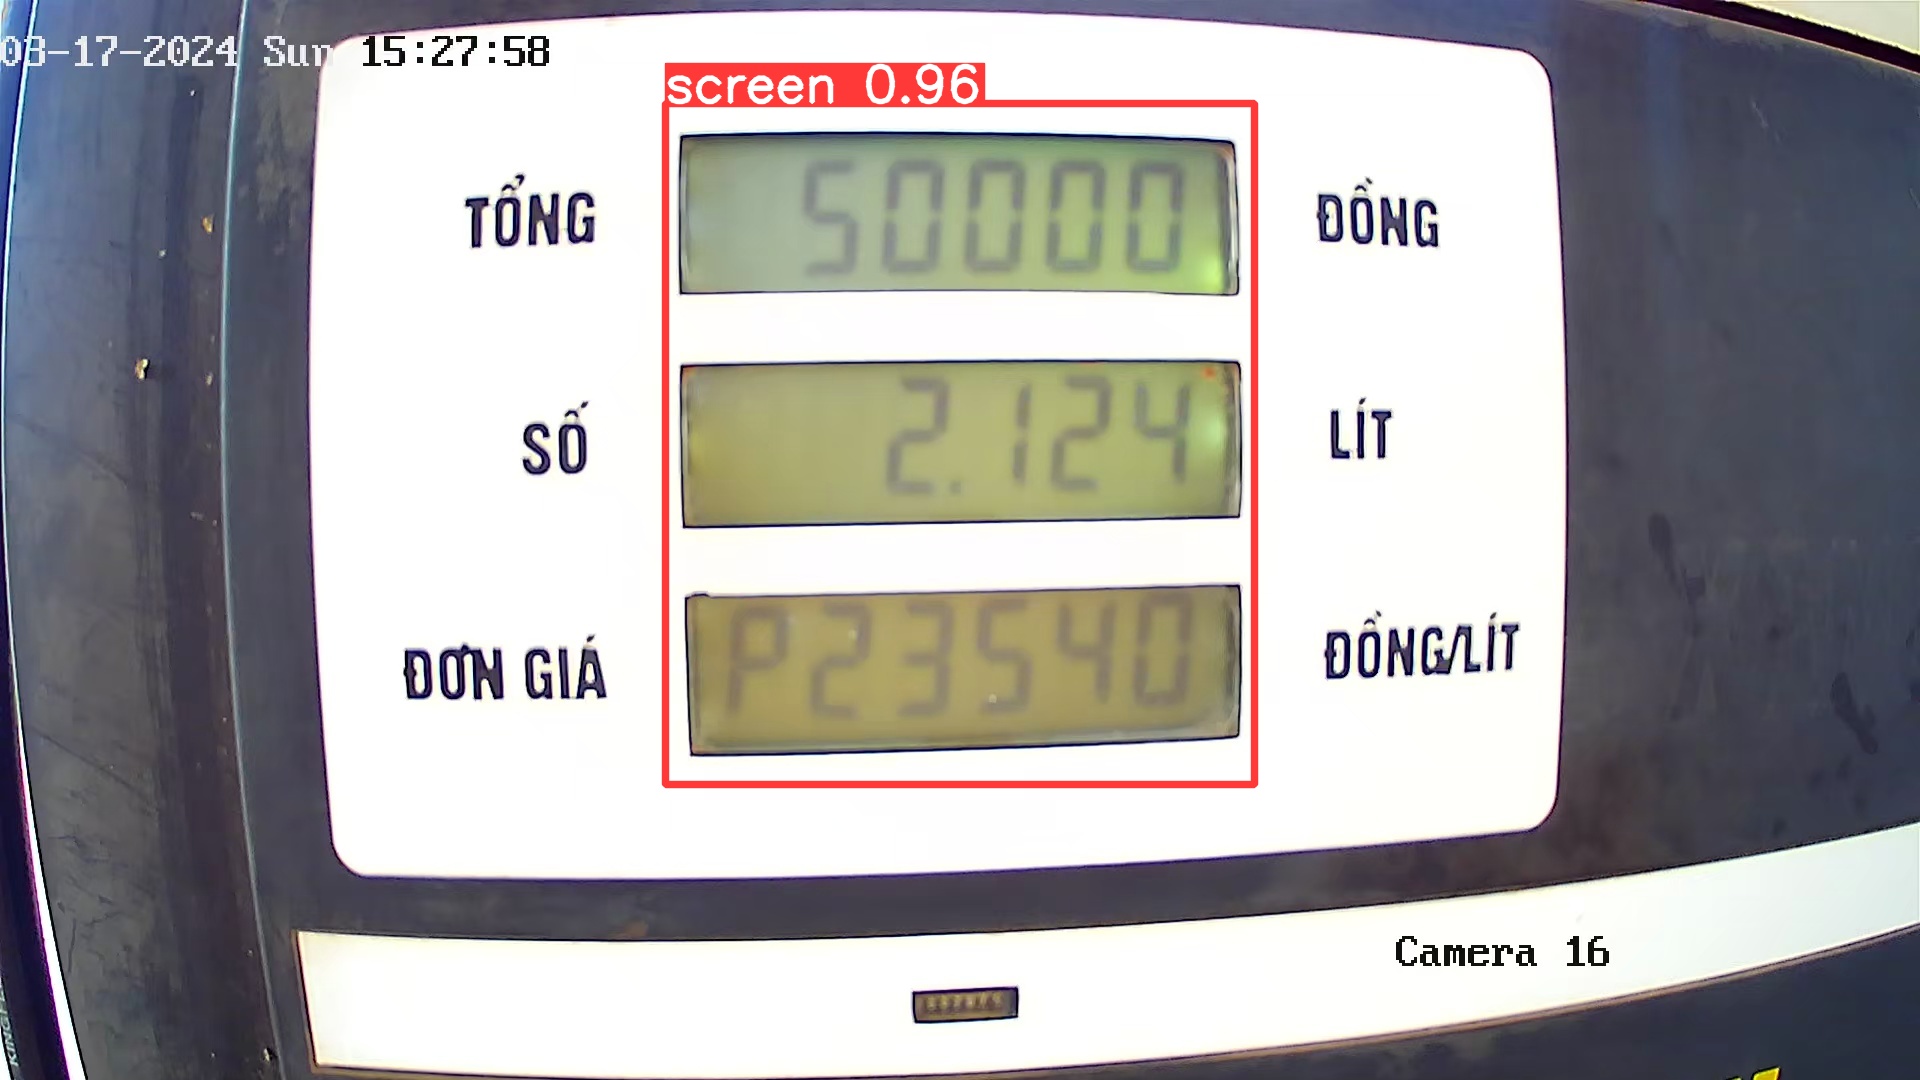 03-17-2024 Sun 15:27:58
screen 0.96
TỔNG 50000 ĐỒNG
SỐ 2.124 LÍT
ĐƠN GIÁ P23540 ĐỒNG/LÍT
Camera 16